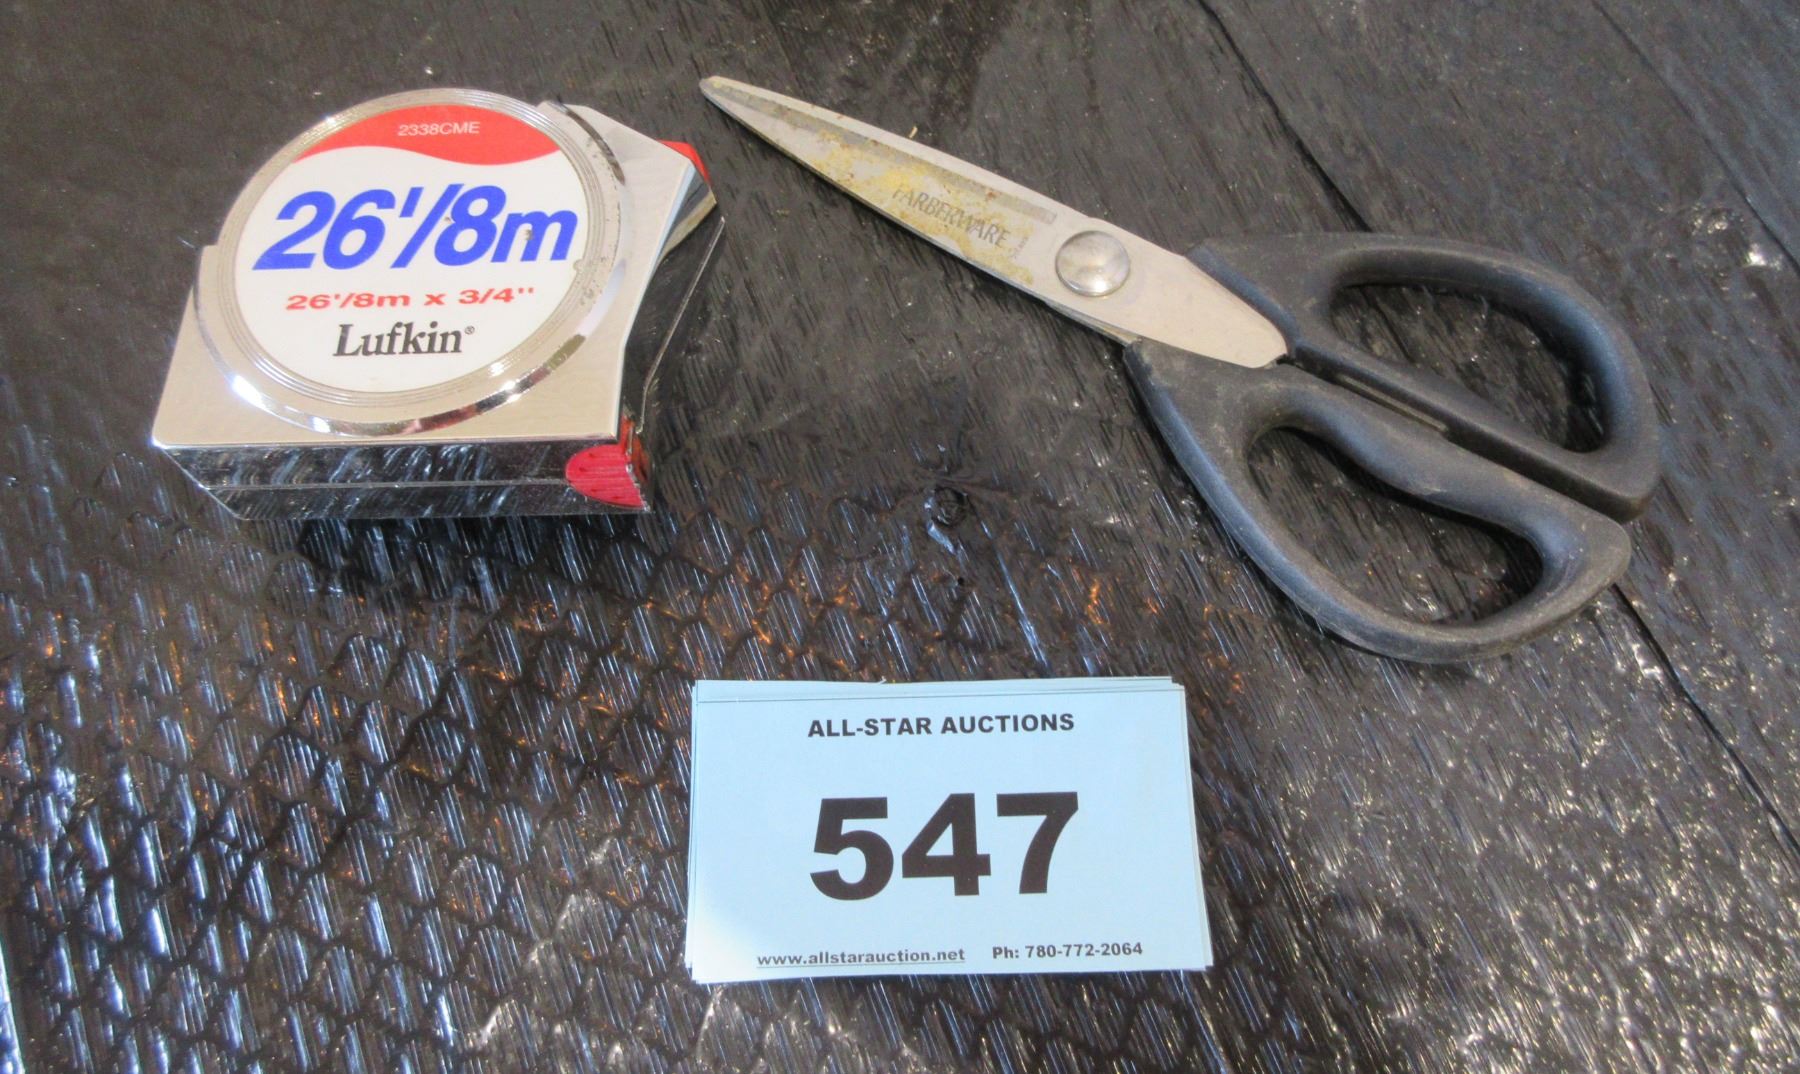 2338CME
26'/8m
26'/8m x 3/4"
Lufkin®
FARBERWARE
ALL-STAR AUCTIONS
547
www.allstarauction.net Ph: 780-772-2064